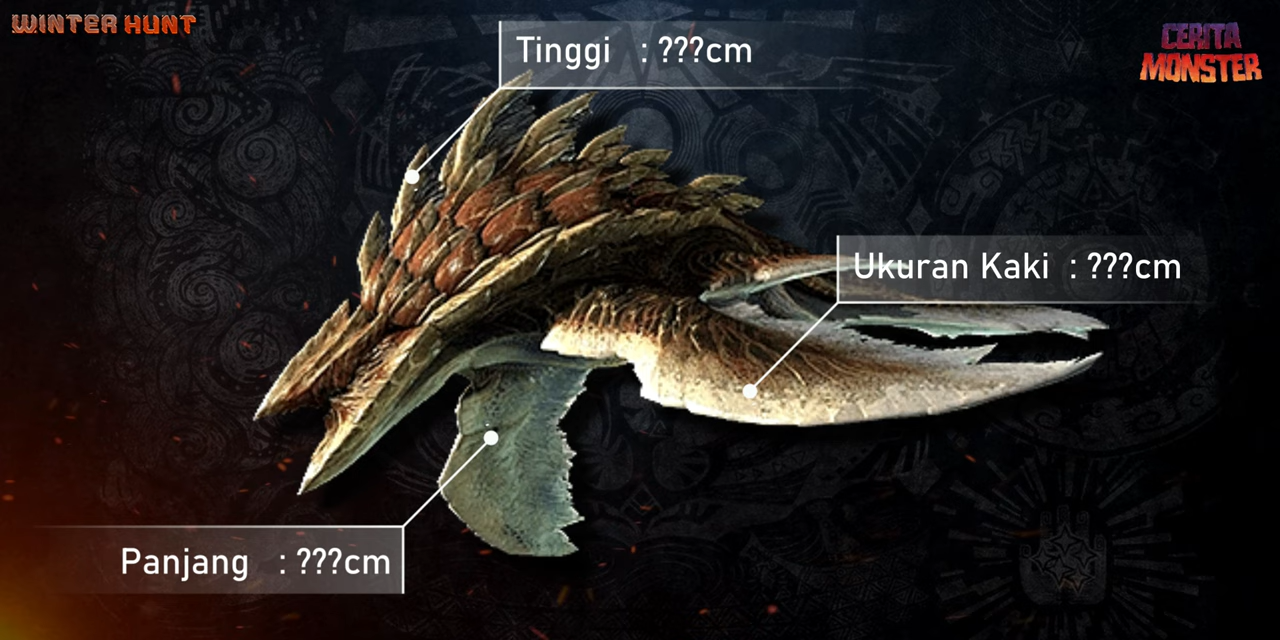 WINTER HUNT
CERITA
MONSTER
Tinggi : ???cm
Ukuran Kaki : ???cm
Panjang : ???cm